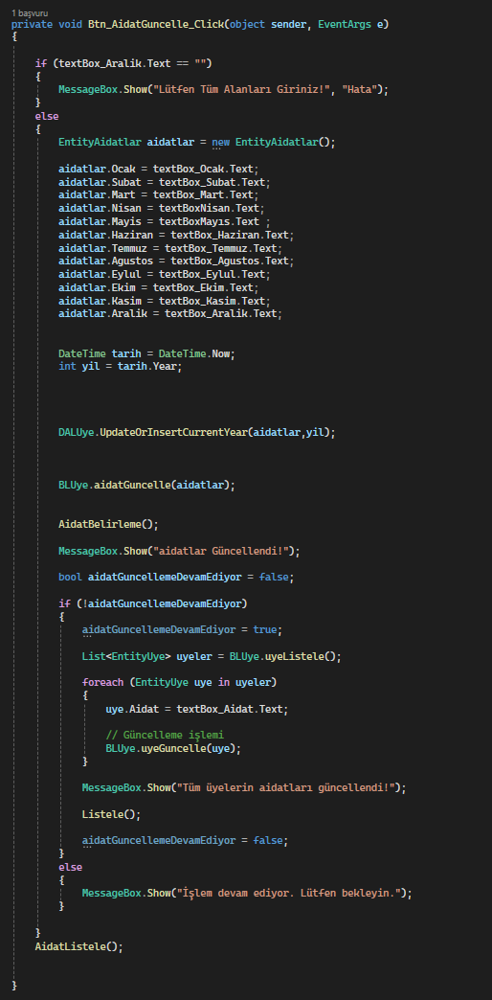 1 başvuru
private void Btn_AidatGuncelle_Click(object sender, EventArgs e)
{
if (textBox_Aralik.Text == "")
{
MessageBox.Show("Lütfen Tüm Alanları Giriniz!", "Hata");
}
else
{
EntityAidatlar aidatlar = new EntityAidatlar();
aidatlar.Ocak = textBox_Ocak.Text;
aidatlar.Subat = textBox_Subat.Text;
aidatlar.Mart = textBox_Mart.Text;
aidatlar.Nisan = textBoxNisan.Text;
aidatlar.Mayis = textBoxMayıs.Text ;
aidatlar.Haziran = textBox_Haziran.Text;
aidatlar.Temmuz = textBox_Temmuz.Text;
aidatlar.Agustos = textBox_Agustos.Text;
aidatlar.Eylul = textBox_Eylul.Text;
aidatlar.Ekim = textBox_Ekim.Text;
aidatlar.Kasim = textBox_Kasim.Text;
aidatlar.Aralik = textBox_Aralik.Text;
DateTime tarih = DateTime.Now;
int yil = tarih.Year;
DALUye.UpdateOrInsertCurrentYear(aidatlar,yil);
BLUye.aidatGuncelle(aidatlar);
AidatBelirleme();
MessageBox.Show("aidatlar Güncellendi!");
bool aidatGuncellemeDevamEdiyor = false;
if (!aidatGuncellemeDevamEdiyor)
{
aidatGuncellemeDevamEdiyor = true;
List<EntityUye> uyeler = BLUye.uyeListele();
foreach (EntityUye uye in uyeler)
{
uye.Aidat = textBox_Aidat.Text;
// Güncelleme işlemi
BLUye.uyeGuncelle(uye);
}
MessageBox.Show("Tüm üyelerin aidatları güncellendi!");
Listele();
aidatGuncellemeDevamEdiyor = false;
}
else
{
MessageBox.Show("İşlem devam ediyor. Lütfen bekleyin.");
}
}
AidatListele();
}